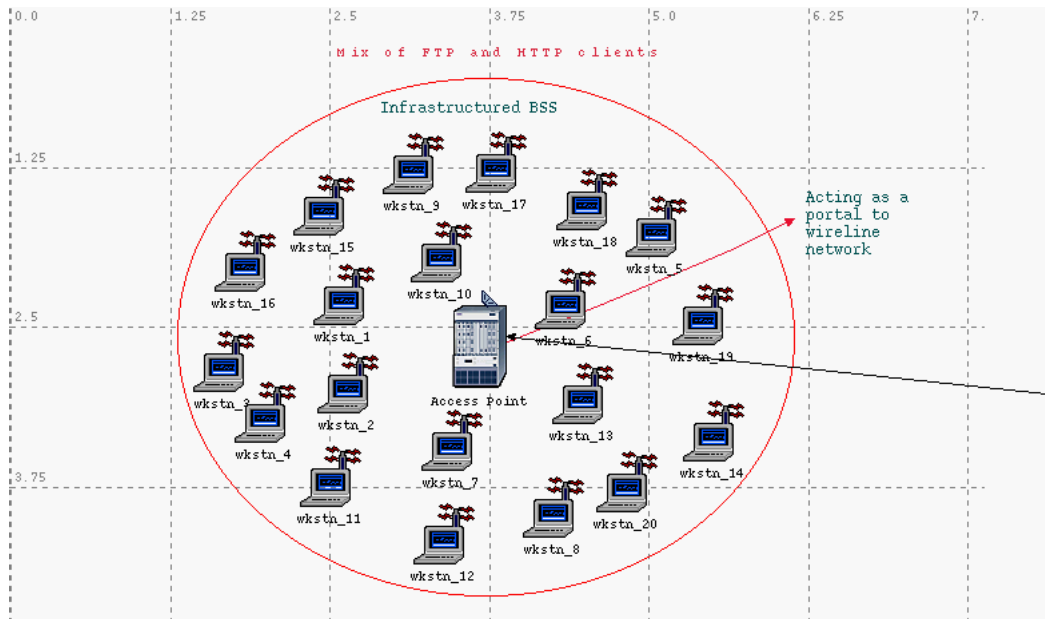 0.0 1.25 2.5 3.75 5.0 6.25 7.
Mix of FTP and HTTP clients
Infrastructured BSS
1.25
wkstn_9
wkstn_17
Acting as a
portal to
wireline
network
wkstn_15
wkstn_18
wkstn_5
wkstn_16
wkstn_10
2.5
wkstn_1
wkstn_6
wkstn_19
wkstn_3
Access Point
wkstn_2
wkstn_13
wkstn_4
wkstn_14
3.75
wkstn_7
wkstn_11
wkstn_20
wkstn_8
wkstn_12